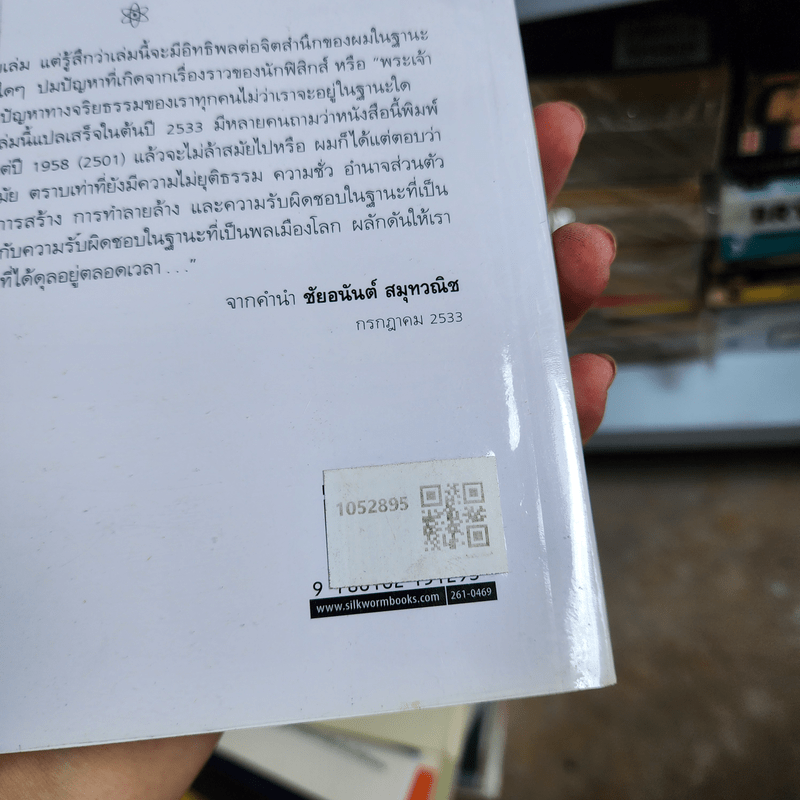 เล่ม แต่รู้สึกว่าเล่มนี้จะมีอิทธิพลต่อจิตสำนึกของผมในฐานะ
ใดๆ ปมปัญหาที่เกิดจากเรื่องราวของนักฟิสิกส์ หรือ “พระเจ้า
ปัญหาทางจริยธรรมของเราทุกคนไม่ว่าเราจะอยู่ในฐานะใด
ล่มนี้แปลเสร็จในต้นปี 2533 มีหลายคนถามว่าหนังสือนี้พิมพ์
ต่ปี 1958 (2501) แล้วจะไม่ล้าสมัยไปหรือ ผมก็ได้แต่ตอบว่า
มัย ตราบเท่าที่ยังมีความไม่ยุติธรรม ความชั่ว อำนาจส่วนตัว
การสร้าง การทำลายล้าง และความรับผิดชอบในฐานะที่เป็น
กับความรับผิดชอบในฐานะที่เป็นพลเมืองโลก ผลักดันให้เรา
ที่ได้ดุลอยู่ตลอดเวลา . . .”
จากคำนำ ชัยอนันต์ สมุทวณิช
กรกฎาคม 2533
1052895
9
www.silkwormbooks.com 261-0469